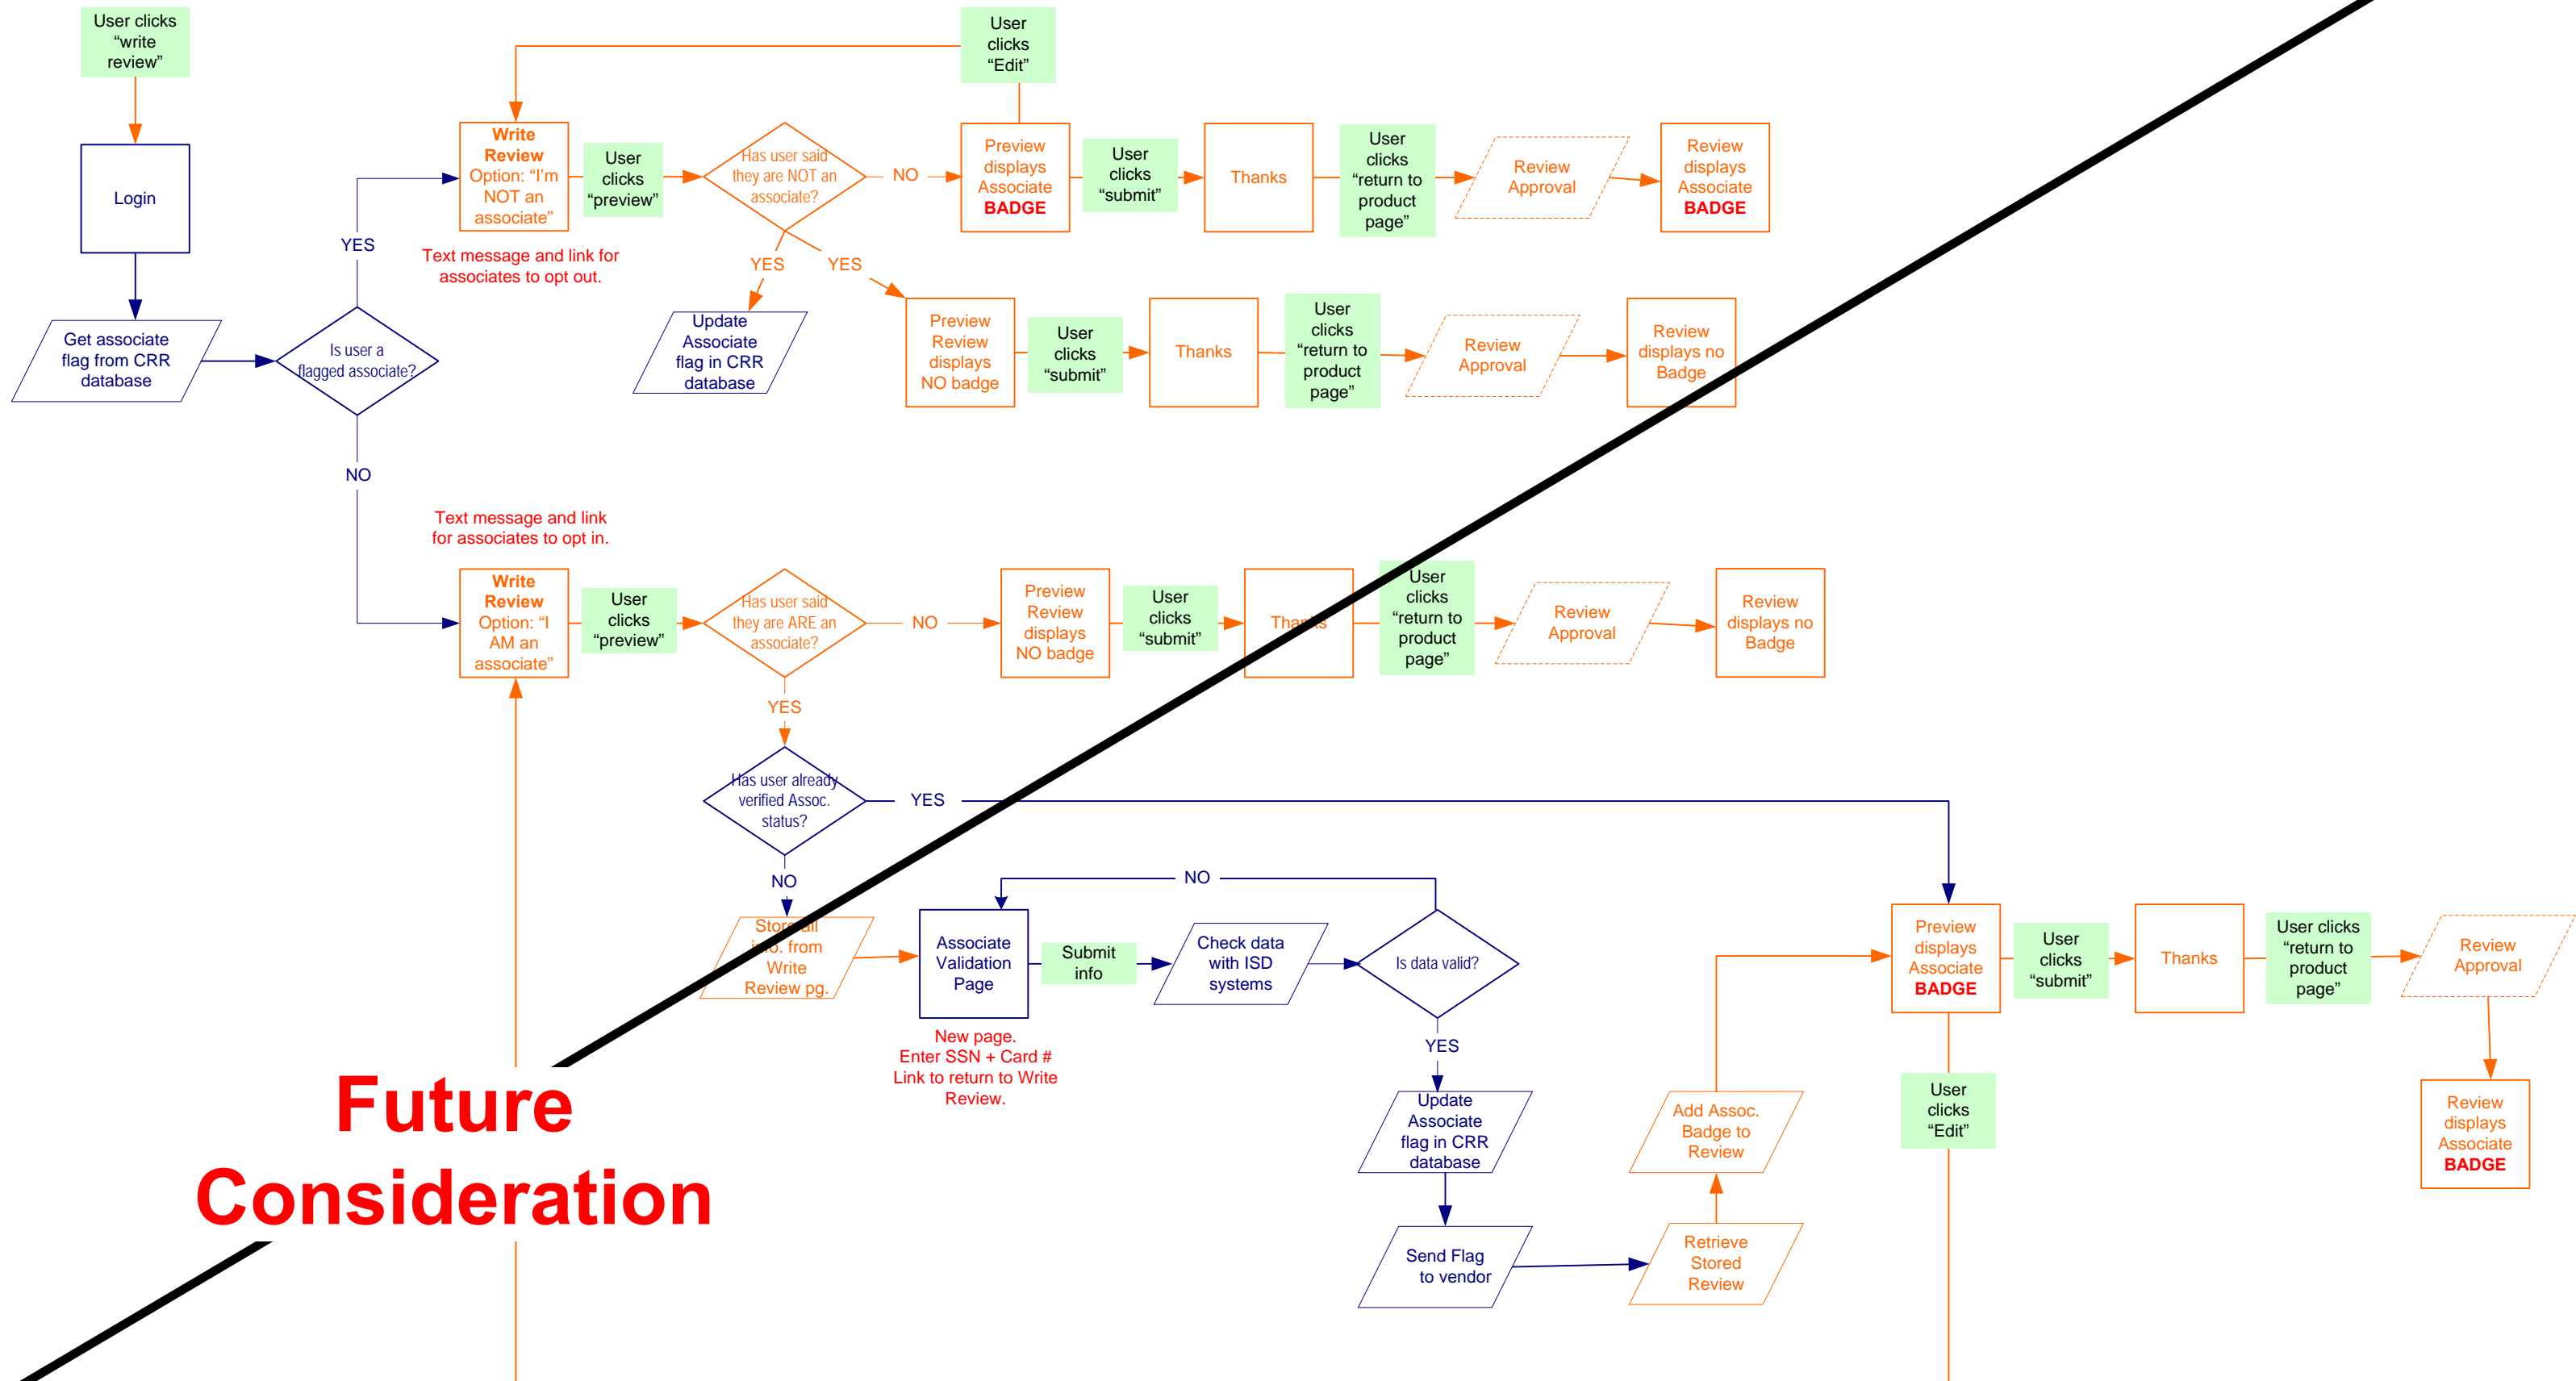 User clicks
“write
review”
Login
Get associate
flag from CRR
database
Is user a
flagged associate?
YES
NO
Write
Review
Option: “I’m
NOT an
associate”
Text message and link for
associates to opt out.
User
clicks
“preview”
Has user said
they are NOT an
associate?
NO
YES
YES
Update
Associate
flag in CRR
database
User
clicks
“Edit”
Preview
displays
Associate
BADGE
User
clicks
“submit”
Thanks
User
clicks
“return to
product
page”
Review
Approval
Review
displays
Associate
BADGE
Preview
Review
displays
NO badge
User
clicks
“submit”
Thanks
User
clicks
“return to
product
page”
Review
Approval
Review
displays no
Badge
Text message and link
for associates to opt in.
Write
Review
Option: “I
AM an
associate”
User
clicks
“preview”
Has user said
they are ARE an
associate?
NO
Preview
Review
displays
NO badge
User
clicks
“submit”
Thanks
User
clicks
“return to
product
page”
Review
Approval
Review
displays no
Badge
YES
Has user already
verified Assoc.
status?
YES
NO
Store all
info. from
Write
Review pg.
Associate
Validation
Page
New page.
Enter SSN + Card #
Link to return to Write
Review.
Submit
info
Check data
with ISD
systems
NO
Is data valid?
YES
Update
Associate
flag in CRR
database
Send Flag
to vendor
Retrieve
Stored
Review
Add Assoc.
Badge to
Review
Preview
displays
Associate
BADGE
User
clicks
“Edit”
User
clicks
“submit”
Thanks
User clicks
“return to
product
page”
Review
Approval
Review
displays
Associate
BADGE
Future
Consideration